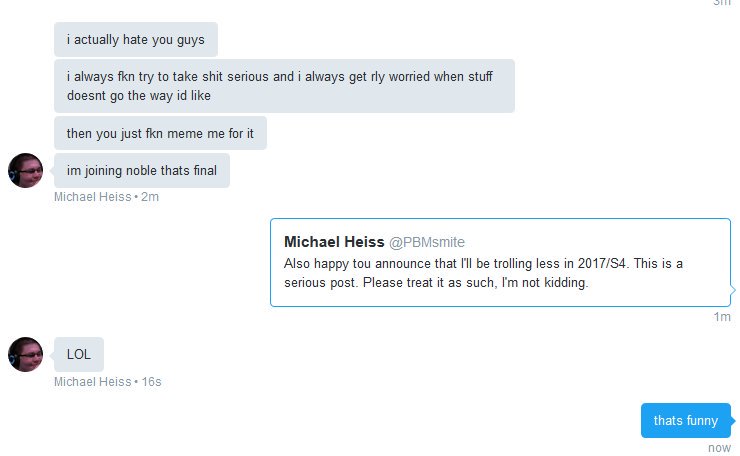 3m
i actually hate you guys
i always fkn try to take shit serious and i always get rly worried when stuff
doesnt go the way id like
then you just fkn meme me for it
im joining noble thats final
Michael Heiss • 2m
Michael Heiss @PBMsmite
Also happy tou announce that I'll be trolling less in 2017/S4. This is a
serious post. Please treat it as such, I'm not kidding.
1m
LOL
Michael Heiss • 16s
thats funny
now